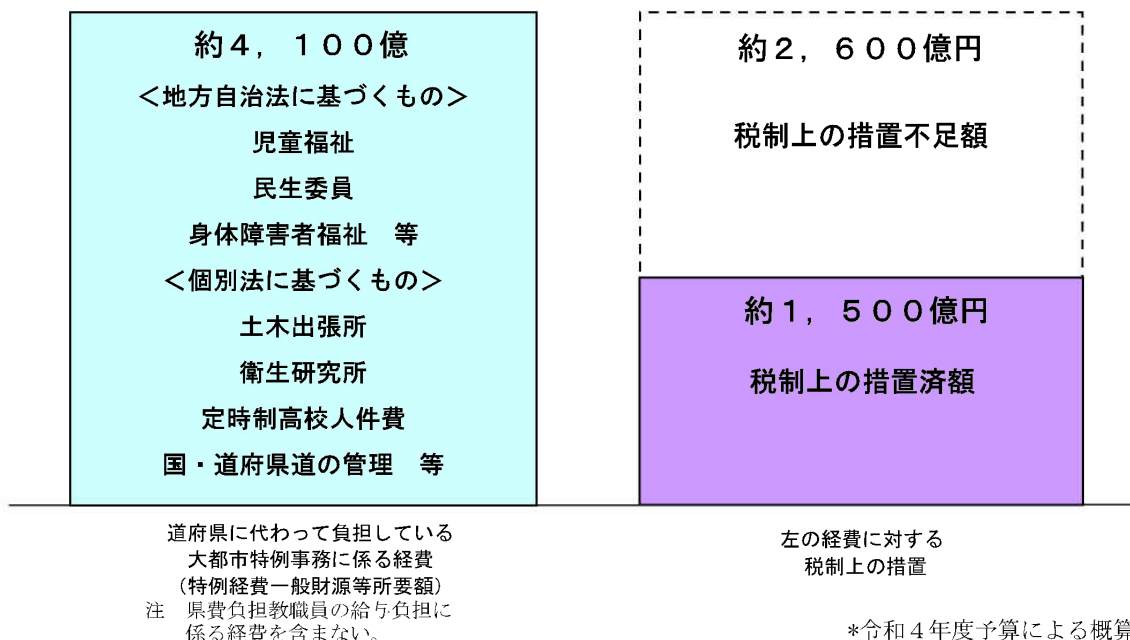 約４，１００億
＜地方自治法に基づくもの＞
児童福祉
民生委員
身体障害者福祉　等
＜個別法に基づくもの＞
土木出張所
衛生研究所
定時制高校人件費
国・道府県道の管理　等
道府県に代わって負担している
大都市特例事務に係る経費
（特例経費一般財源等所要額）
注　県費負担教職員の給与負担に
係る経費を含まない。
約２，６００億円
税制上の措置不足額
約１，５００億円
税制上の措置済額
左の経費に対する
税制上の措置
*令和４年度予算による概算